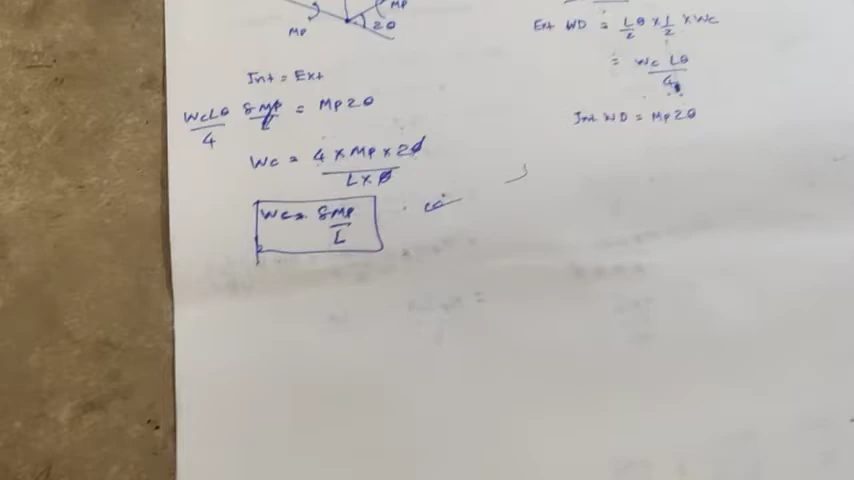 Mp
Mp
2θ
Ext WD = Lθ/2 × 1/2 × Wc
= Wc Lθ/4
Int WD = Mp2θ
Int = Ext
WcLθ/4 8Mp/L = Mp2θ
Wc = 4 × Mp × 2θ/L × θ
Wc = 8Mp/L